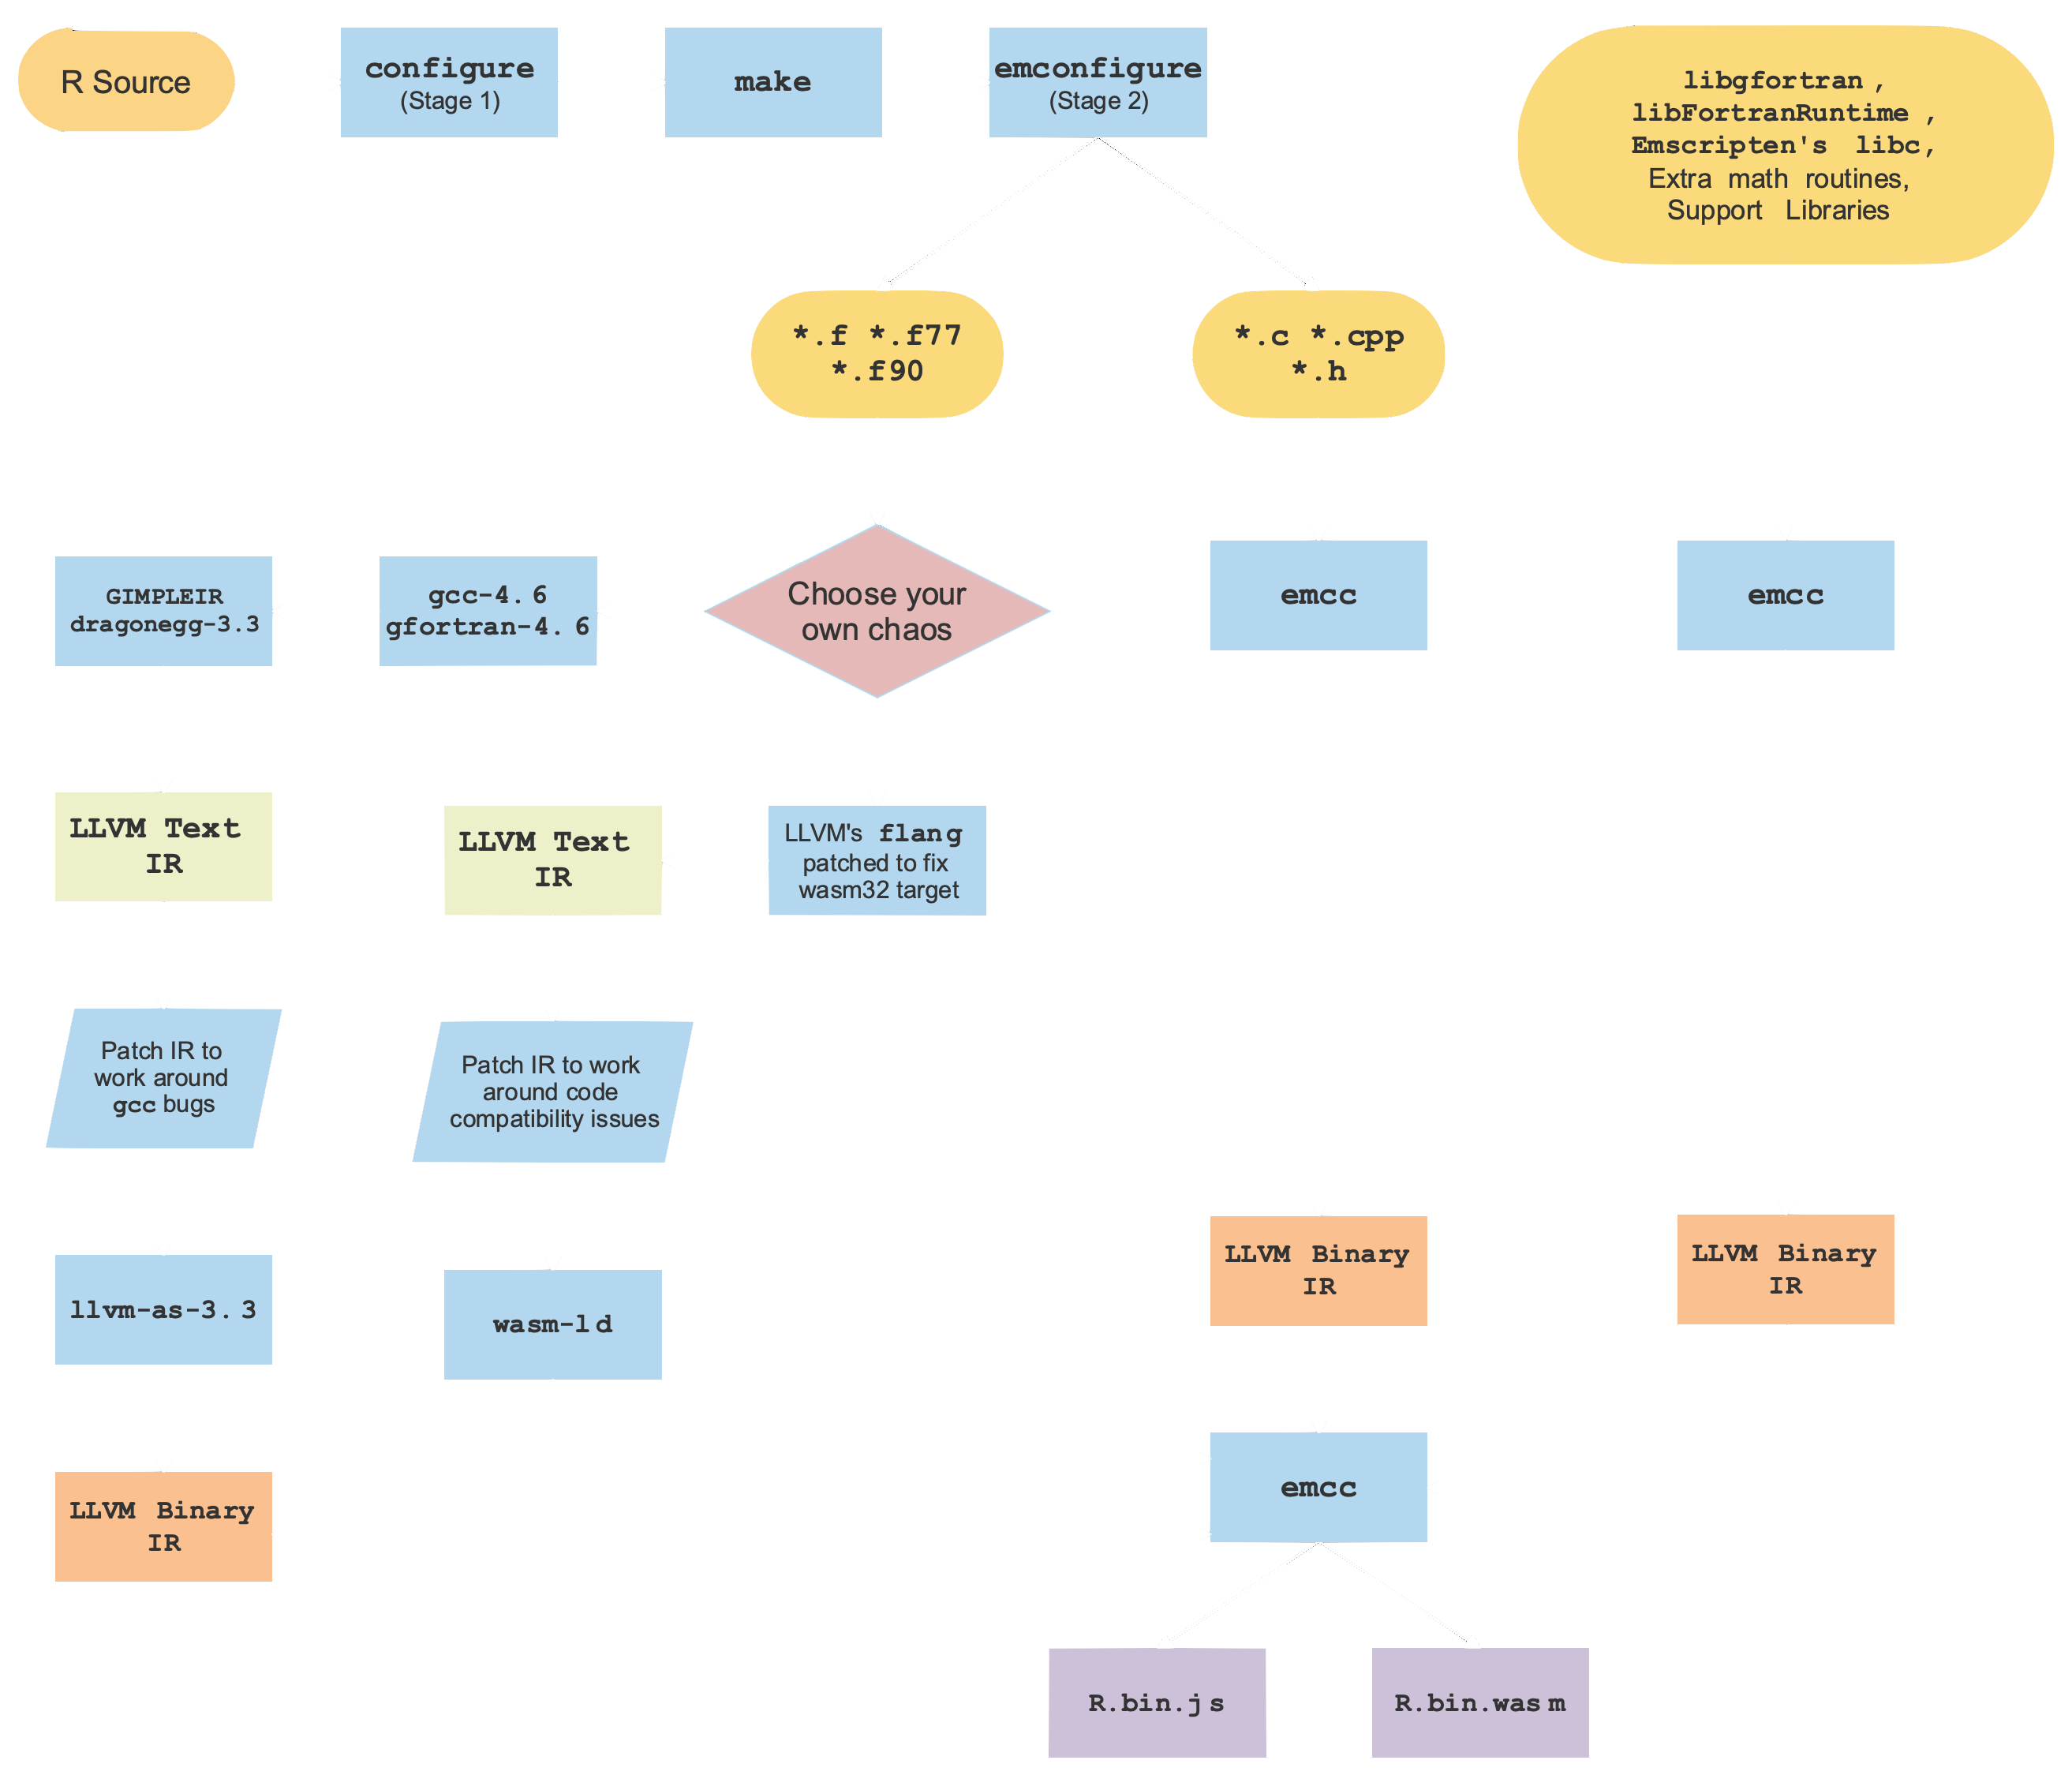 R Source
configure
(Stage 1)
make
emconfigure
(Stage 2)
libgfortran,
libFortranRuntime,
Emscripten's libc,
Extra math routines,
Support Libraries
*.f *.f77
*.f90
*.c *.cpp
*.h
GIMPLEIR
dragonegg-3.3
gcc-4.6
gfortran-4.6
Choose your
own chaos
emcc
emcc
LLVM Text
IR
LLVM Text
IR
LLVM's flang
patched to fix
wasm32 target
Patch IR to
work around
gcc bugs
Patch IR to work
around code
compatibility issues
LLVM Binary
IR
LLVM Binary
IR
llvm-as-3.3
wasm-ld
emcc
LLVM Binary
IR
R.bin.js
R.bin.wasm